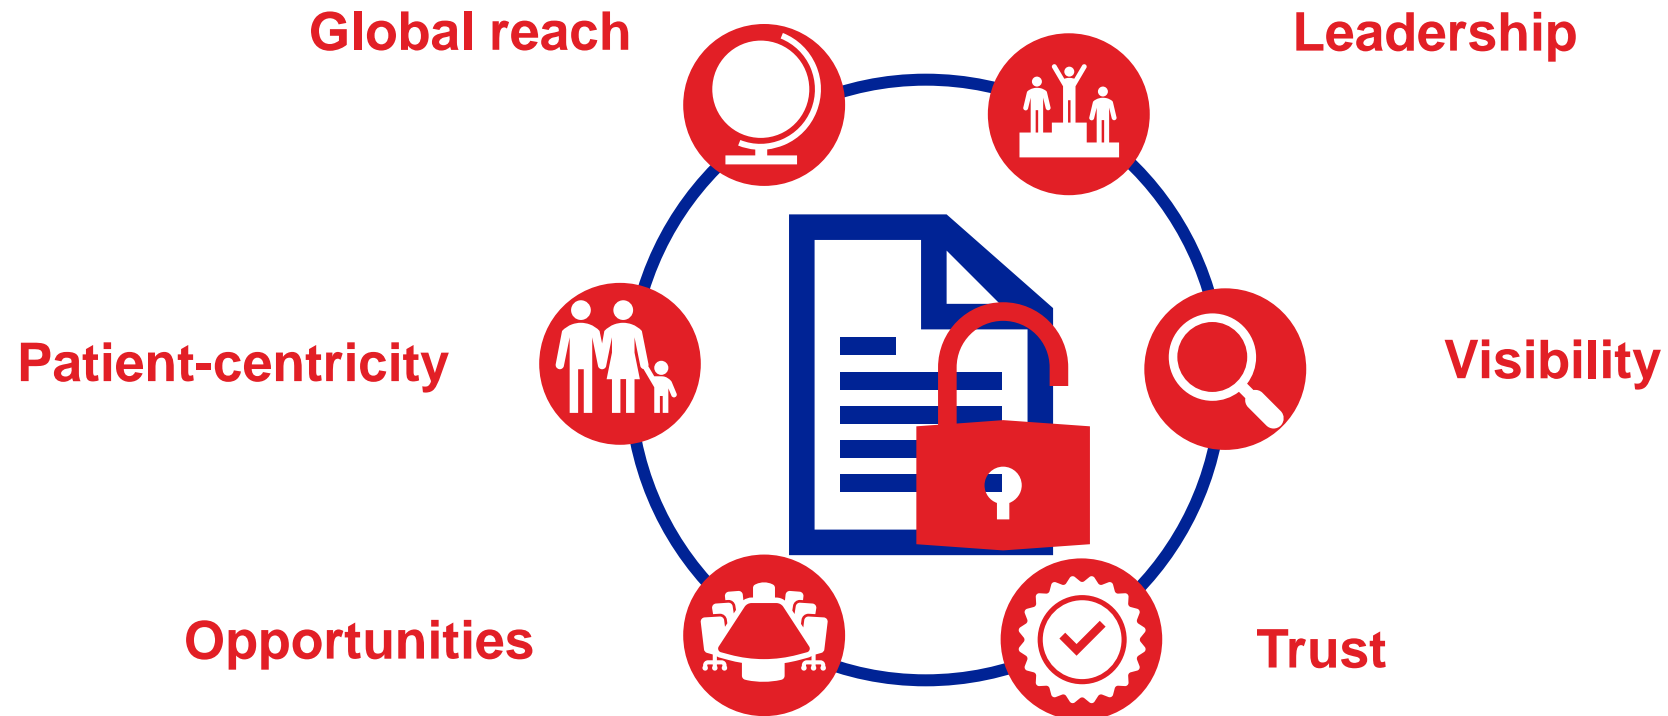 Global reach
Leadership
Patient-centricity
Visibility
Opportunities
Trust